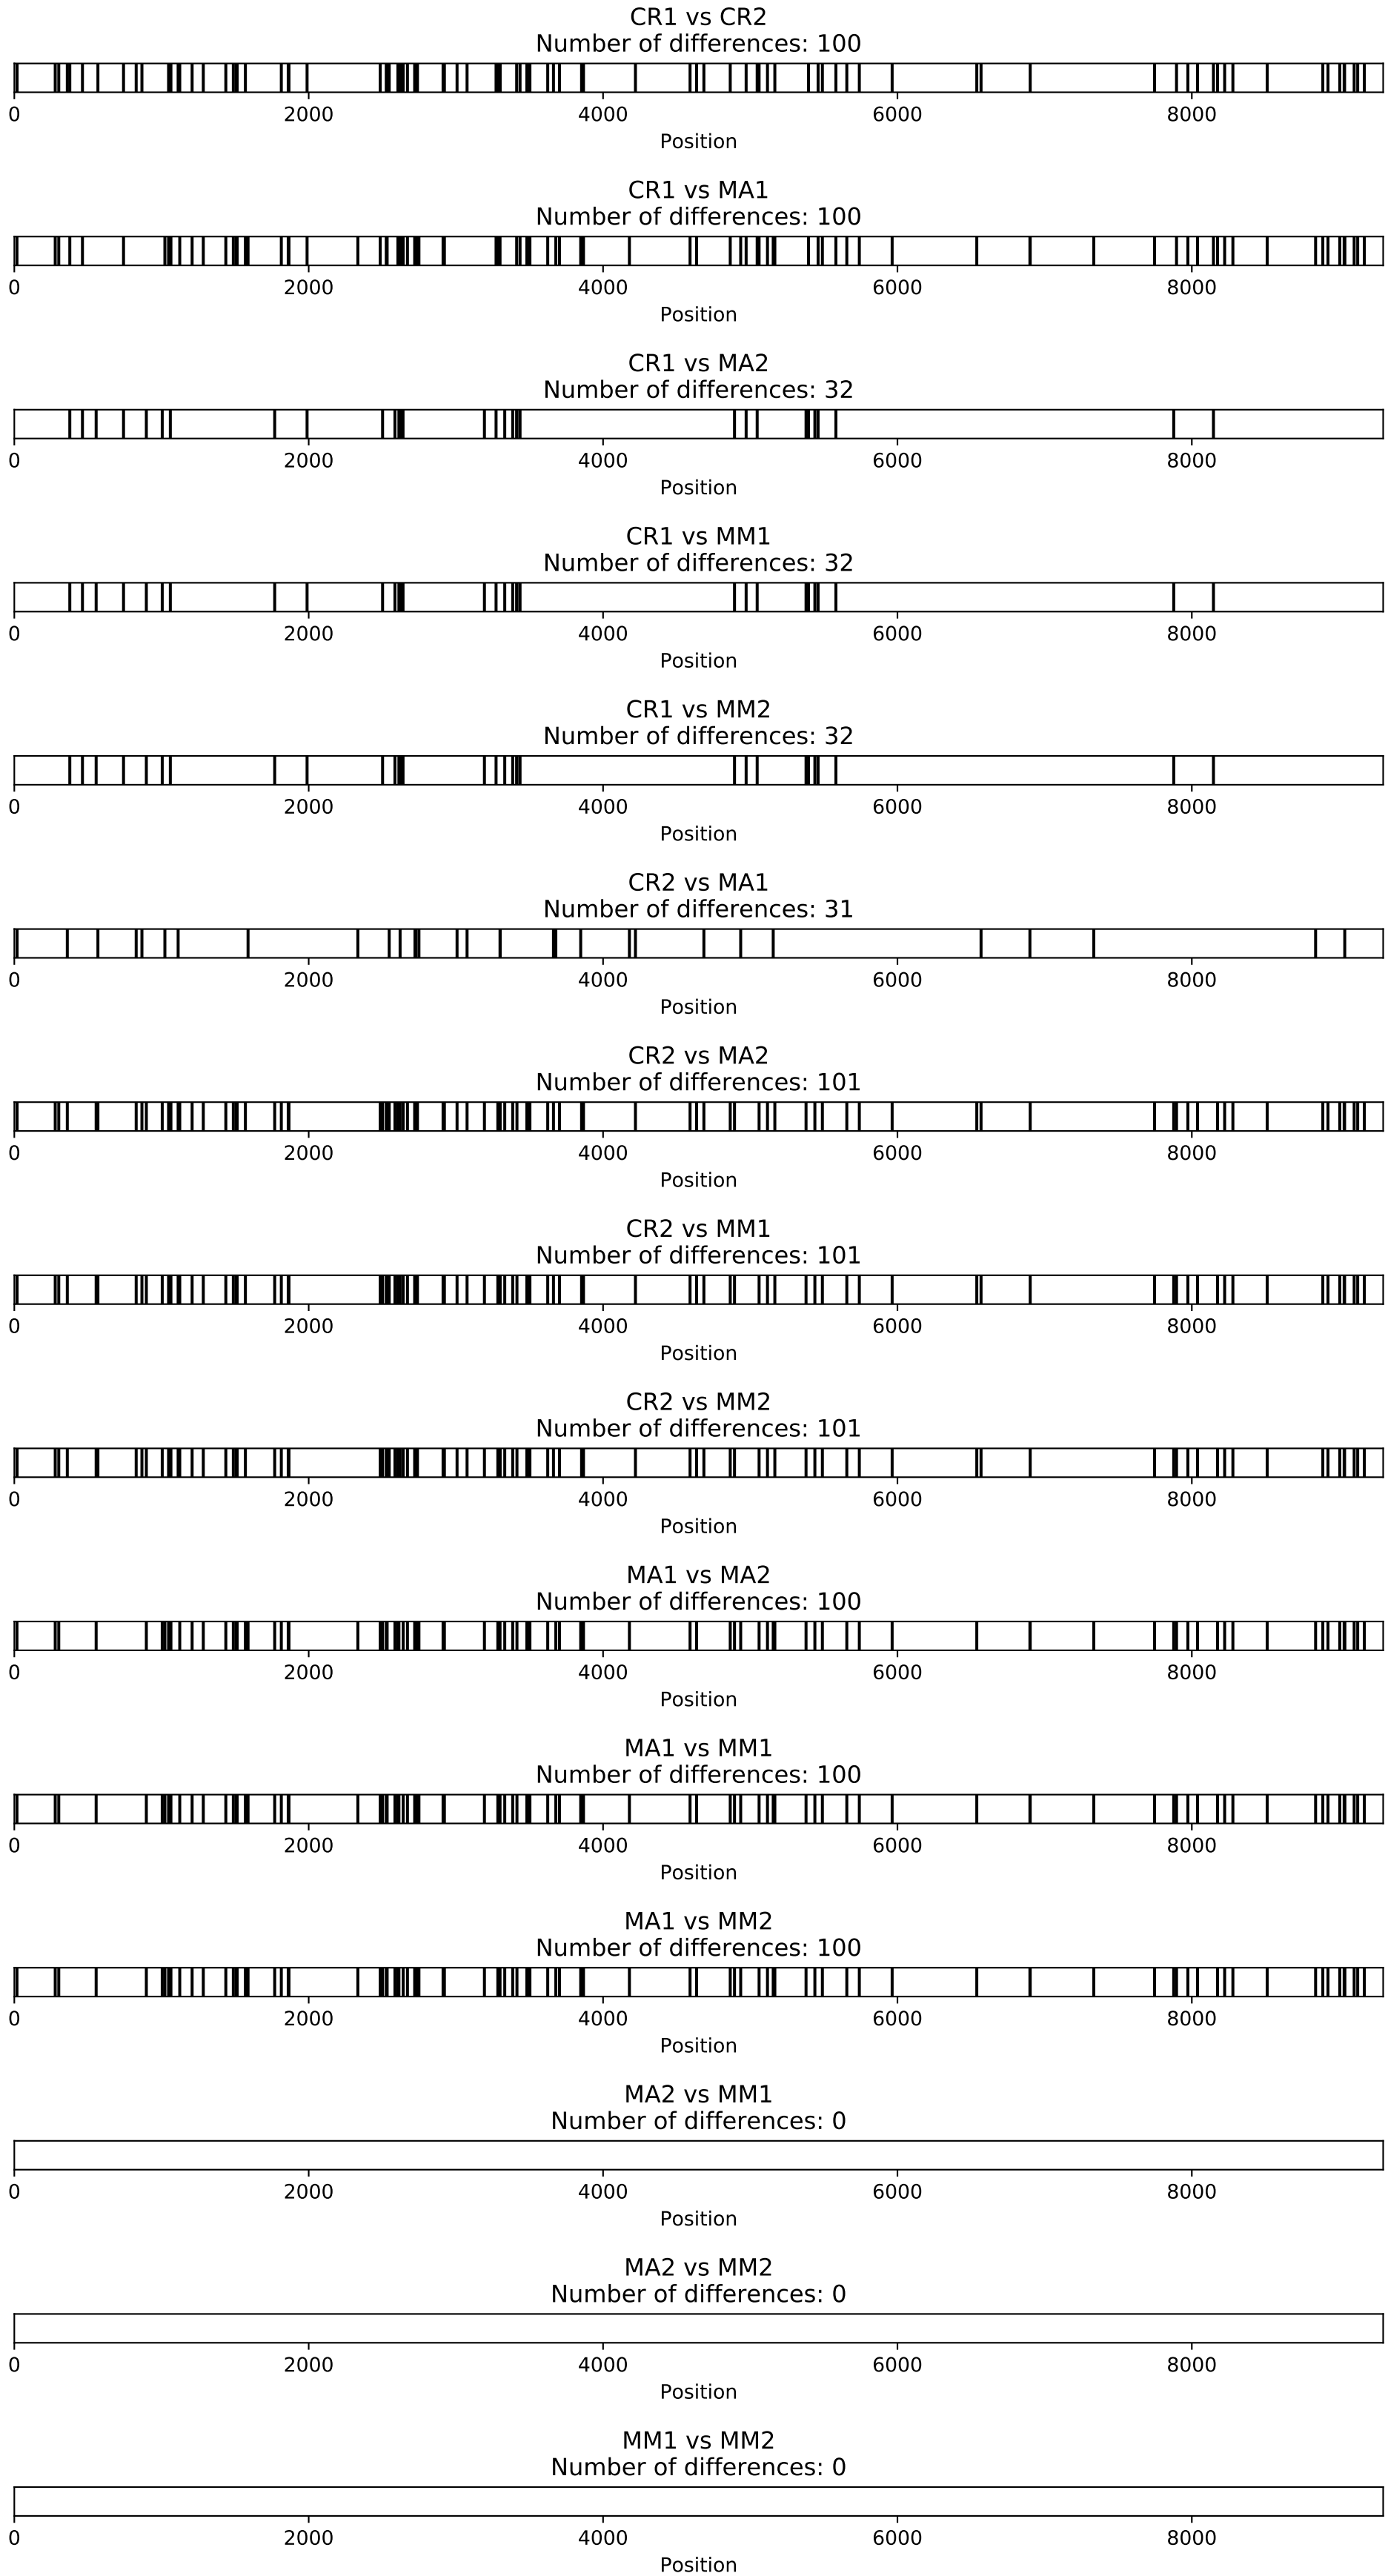 CR1 vs CR2
Number of differences: 100
0 2000 4000 6000 8000
Position
CR1 vs MA1
Number of differences: 100
0 2000 4000 6000 8000
Position
CR1 vs MA2
Number of differences: 32
0 2000 4000 6000 8000
Position
CR1 vs MM1
Number of differences: 32
0 2000 4000 6000 8000
Position
CR1 vs MM2
Number of differences: 32
0 2000 4000 6000 8000
Position
CR2 vs MA1
Number of differences: 31
0 2000 4000 6000 8000
Position
CR2 vs MA2
Number of differences: 101
0 2000 4000 6000 8000
Position
CR2 vs MM1
Number of differences: 101
0 2000 4000 6000 8000
Position
CR2 vs MM2
Number of differences: 101
0 2000 4000 6000 8000
Position
MA1 vs MA2
Number of differences: 100
0 2000 4000 6000 8000
Position
MA1 vs MM1
Number of differences: 100
0 2000 4000 6000 8000
Position
MA1 vs MM2
Number of differences: 100
0 2000 4000 6000 8000
Position
MA2 vs MM1
Number of differences: 0
0 2000 4000 6000 8000
Position
MA2 vs MM2
Number of differences: 0
0 2000 4000 6000 8000
Position
MM1 vs MM2
Number of differences: 0
0 2000 4000 6000 8000
Position